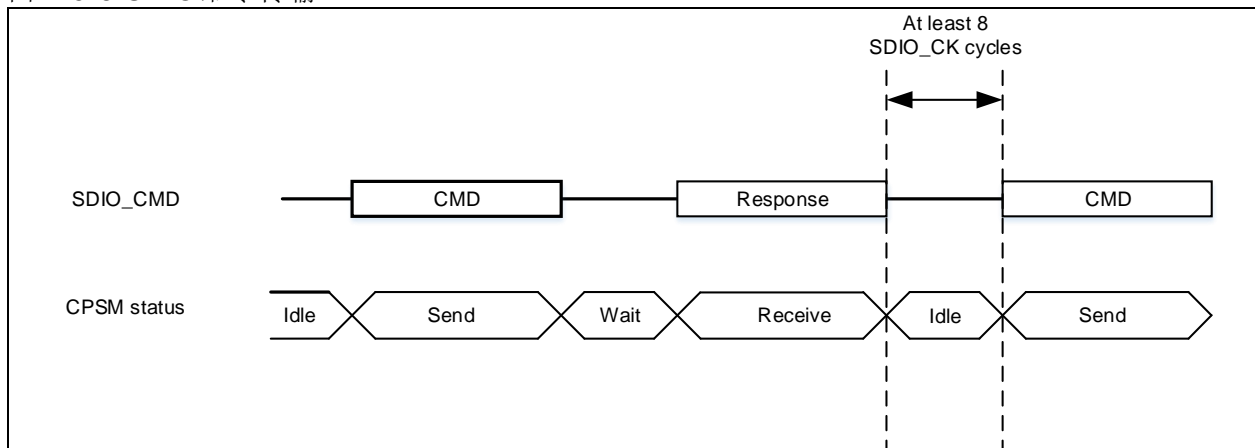 At least 8
SDIO_CK cycles
SDIO_CMD
CMD
Response
CMD
CPSM status
Idle
Send
Wait
Receive
Idle
Send